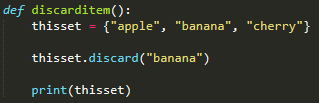 def discarditem():
    thisset = {"apple", "banana", "cherry"}
    thisset.discard("banana")
    print(thisset)